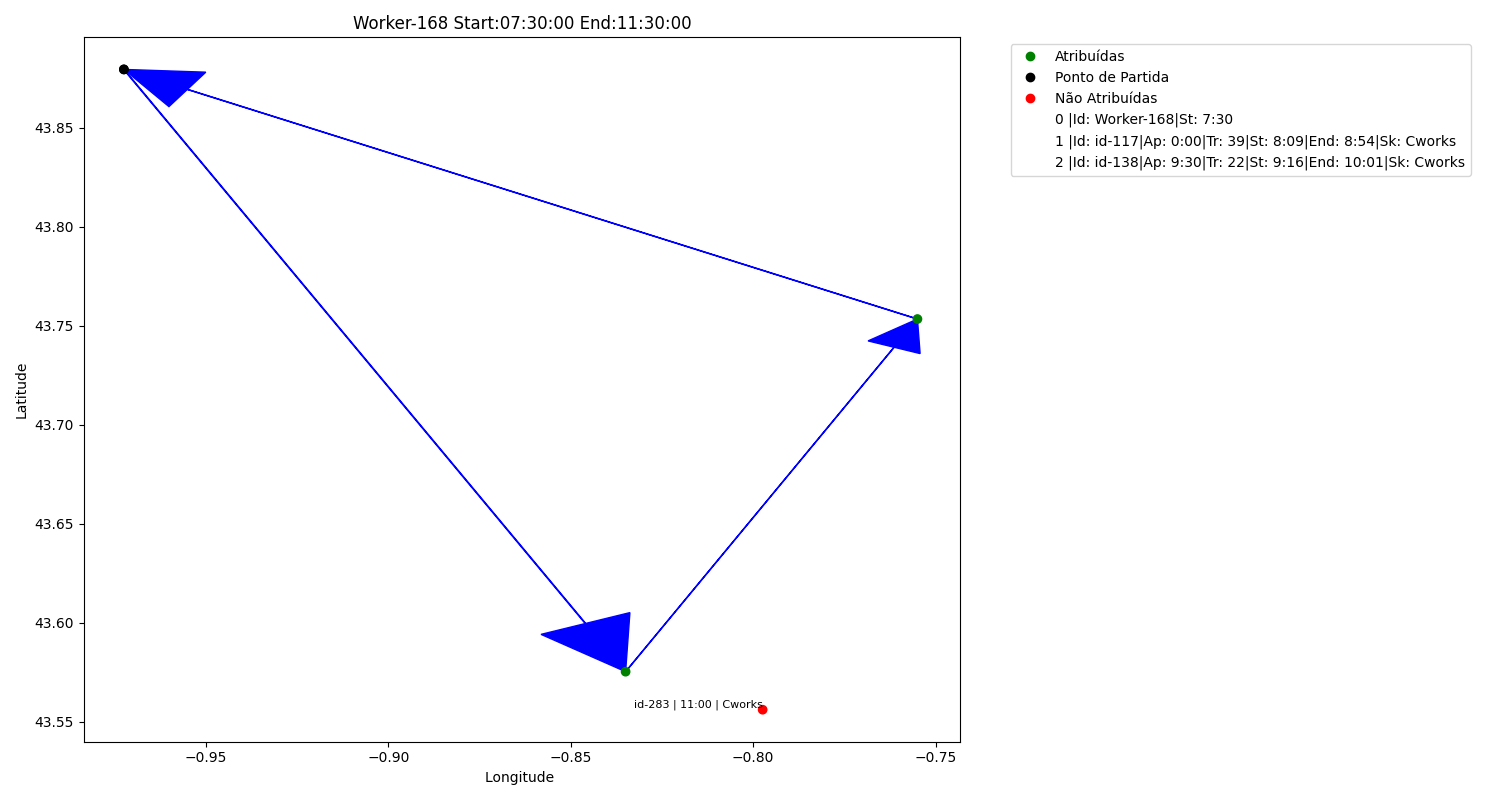 Worker-168 Start:07:30:00 End:11:30:00
Atribuídas
Ponto de Partida
Não Atribuídas
0 |Id: Worker-168|St: 7:30
1 |Id: id-117|Ap: 0:00|Tr: 39|St: 8:09|End: 8:54|Sk: Cworks
2 |Id: id-138|Ap: 9:30|Tr: 22|St: 9:16|End: 10:01|Sk: Cworks
Latitude
43.85
43.80
43.75
43.70
43.65
43.60
43.55
id-283 | 11:00 | Cworks
−0.95
−0.90
−0.85
−0.80
−0.75
Longitude